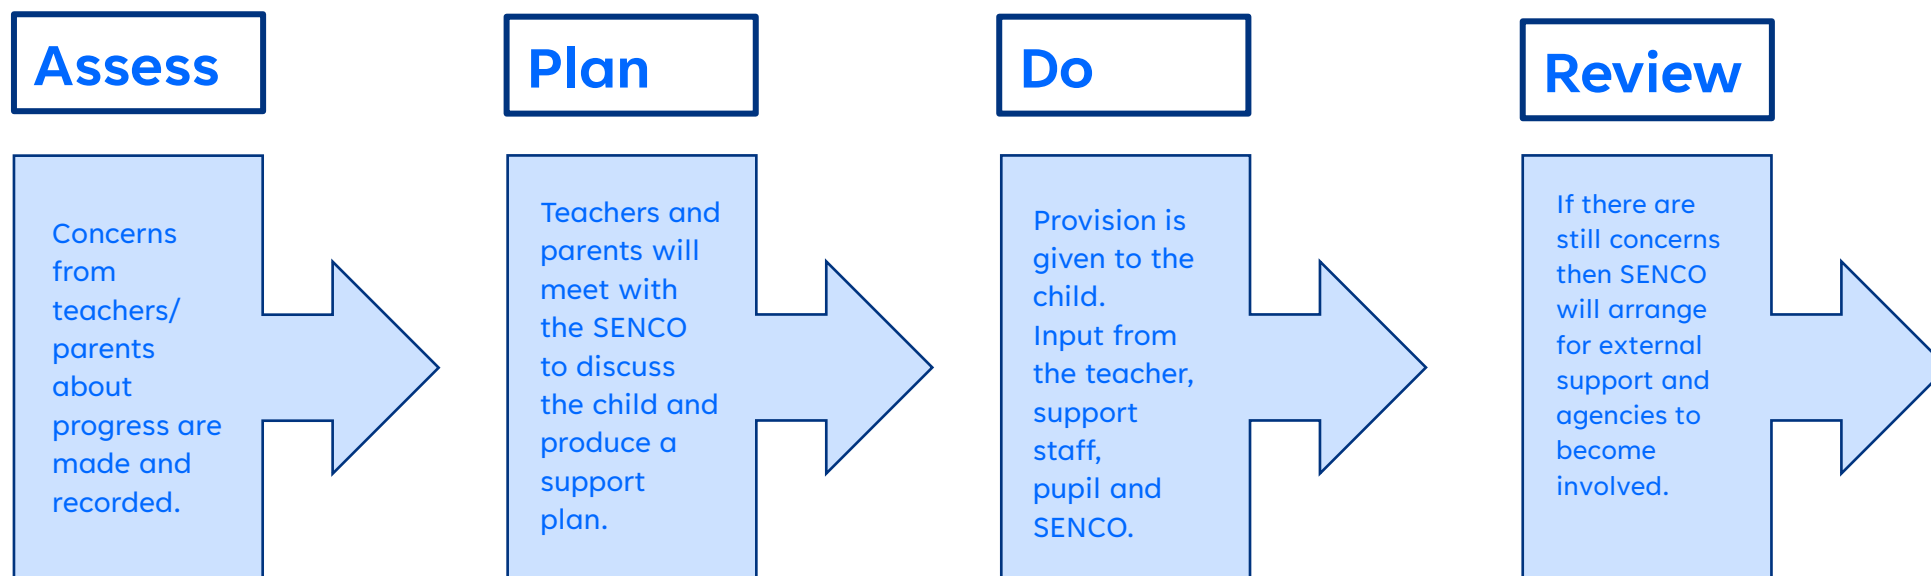 Assess
Concerns
from
teachers/
parents
about
progress are
made and
recorded.
Plan
Teachers and
parents will
meet with
the SENCO
to discuss
the child and
produce a
support
plan.
Do
Provision is
given to the
child.
Input from
the teacher,
support
staff,
pupil and
SENCO.
Review
If there are
still concerns
then SENCO
will arrange
for external
support and
agencies to
become
involved.